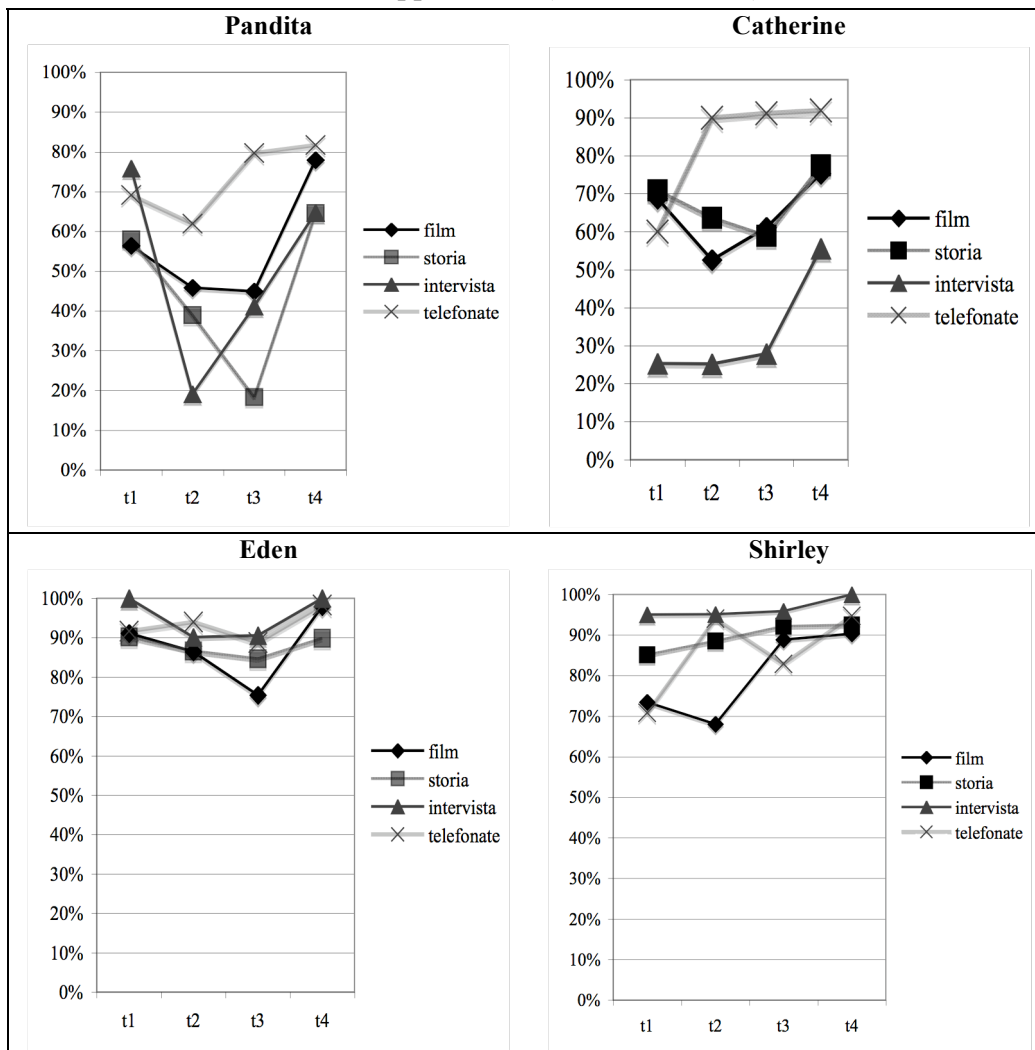 Pandita
100%
90%
80%
70%
60%
50%
40%
30%
20%
10%
0%
t1 t2 t3 t4
film
storia
intervista
telefonate
Catherine
100%
90%
80%
70%
60%
50%
40%
30%
20%
10%
0%
t1 t2 t3 t4
film
storia
intervista
telefonate
Eden
100%
90%
80%
70%
60%
50%
40%
30%
20%
10%
0%
t1 t2 t3 t4
film
storia
intervista
telefonate
Shirley
100%
90%
80%
70%
60%
50%
40%
30%
20%
10%
0%
t1 t2 t3 t4
film
storia
intervista
telefonate